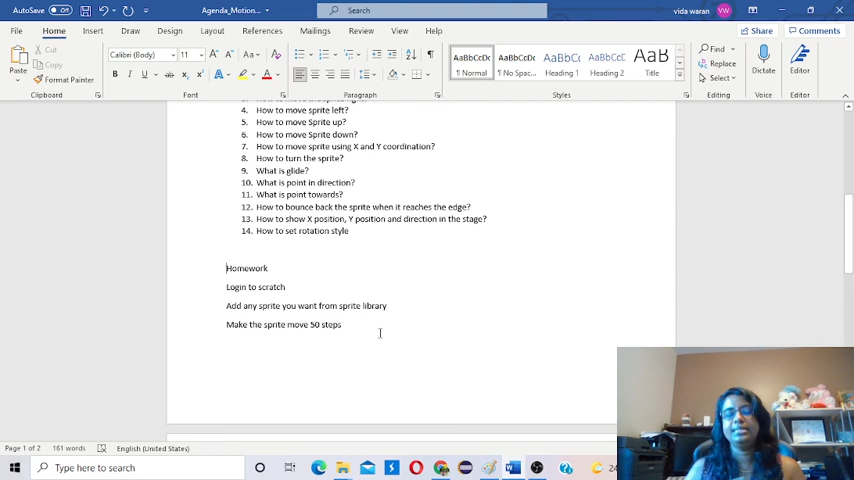 AutoSave Off
Agenda_Motion...
Search
vida waran
VW
File Home Insert Draw Design Layout References Mailings Review View Help
Share Comments
Cut
Copy
Format Painter
Paste
Calibri (Body) 11
Clipboard Font Paragraph Styles Editing Voice Editor
AaBbCcDc AaBbCcDc AaBbCc AaBbCcC AaB
¶ Normal ¶ No Spac... Heading 1 Heading 2 Title
Find
Replace
Select
Dictate
Editor
4. How to move sprite left?
5. How to move Sprite up?
6. How to move Sprite down?
7. How to move sprite using X and Y coordination?
8. How to turn the sprite?
9. What is glide?
10. What is point in direction?
11. What is point towards?
12. How to bounce back the sprite when it reaches the edge?
13. How to show X position, Y position and direction in the stage?
14. How to set rotation style
Homework
Login to scratch
Add any sprite you want from sprite library
Make the sprite move 50 steps
Page 1 of 2 161 words English (United States)
Type here to search